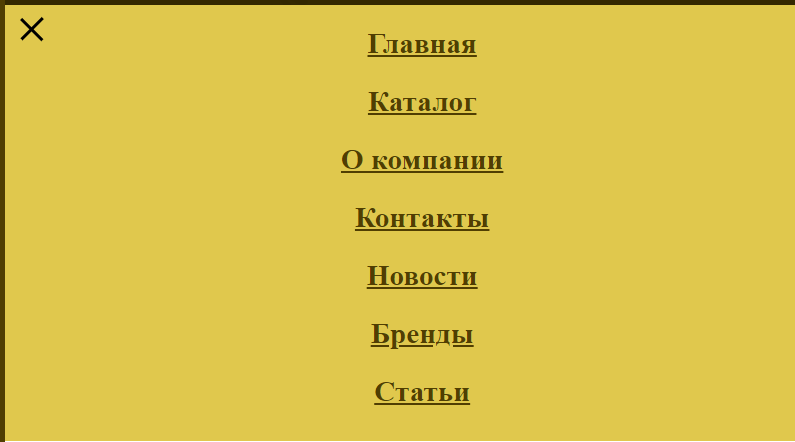 Главная
Каталог
О компании
Контакты
Новости
Бренды
Статьи